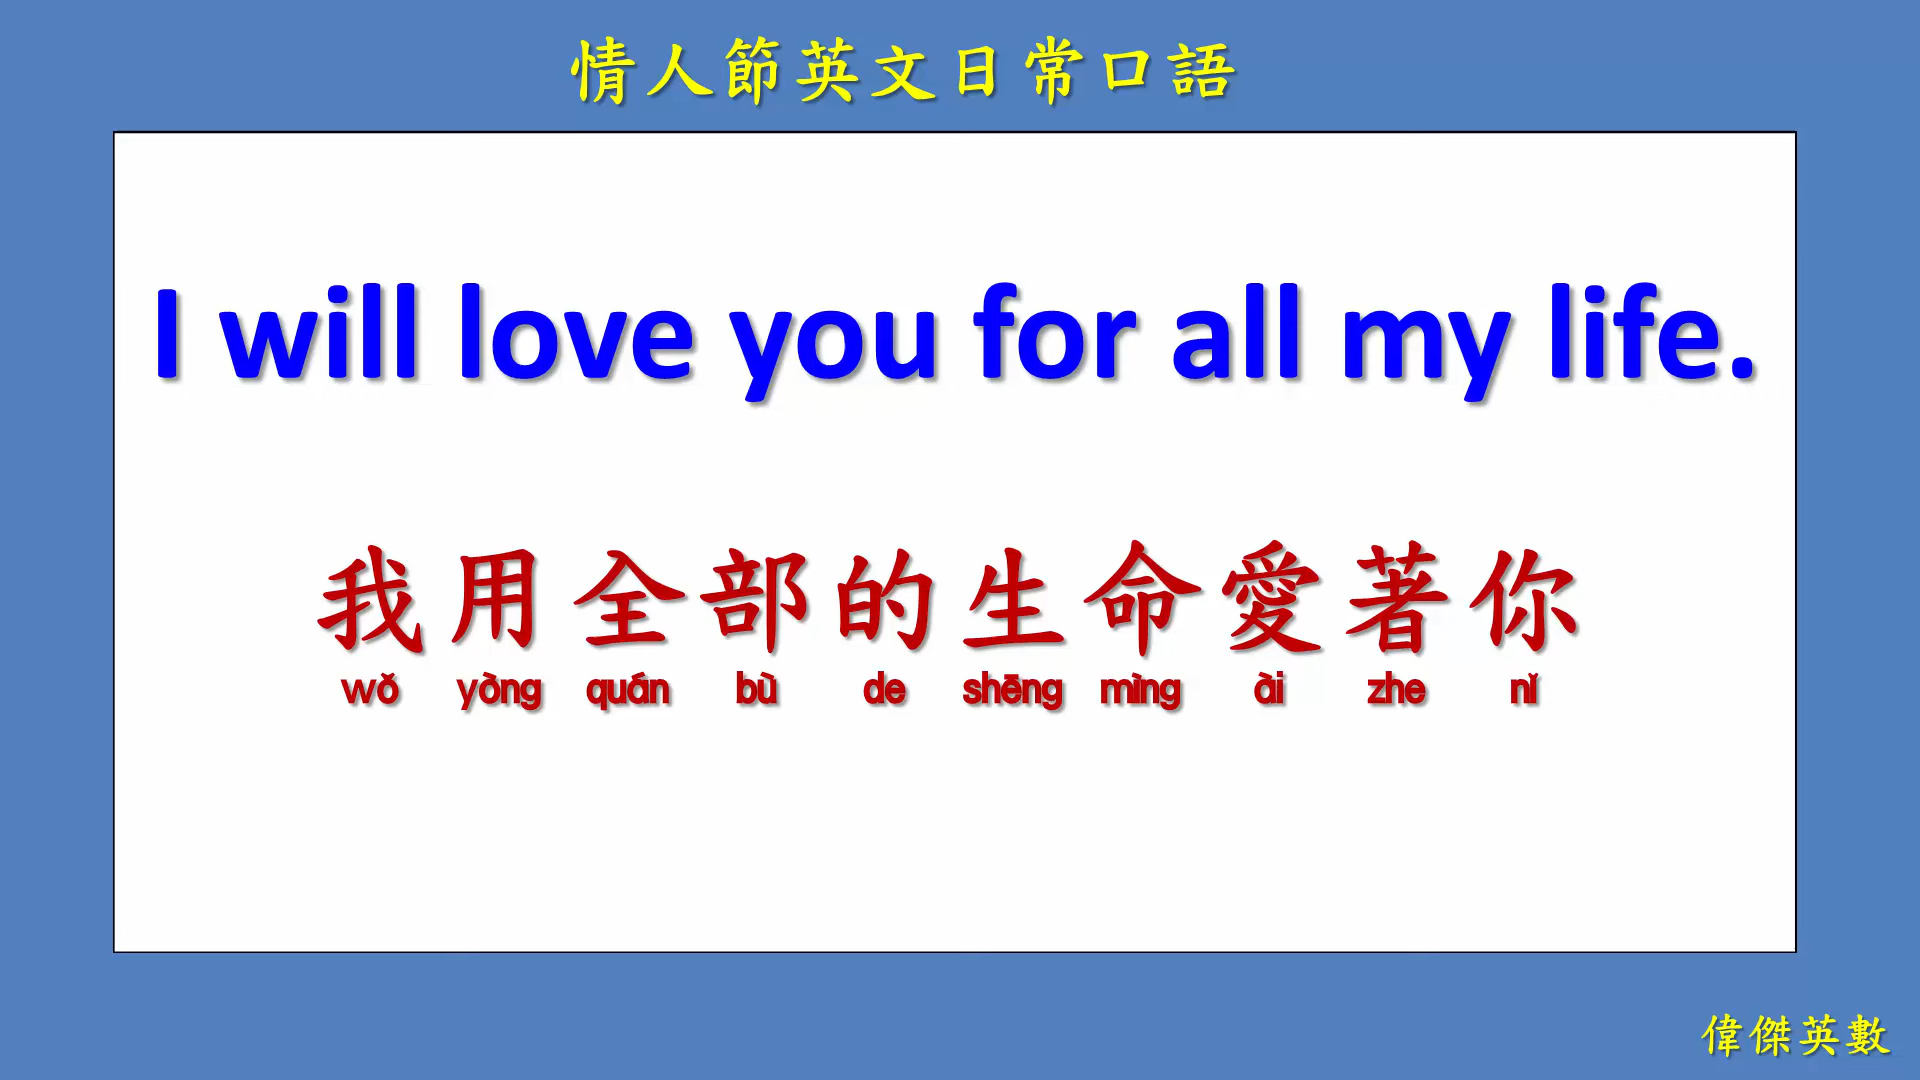 情人節英文日常口語
I will love you for all my life.
我用全部的生命愛著你
wǒ yòng quán bù de shēng mìng ài zhe nǐ
偉傑英數